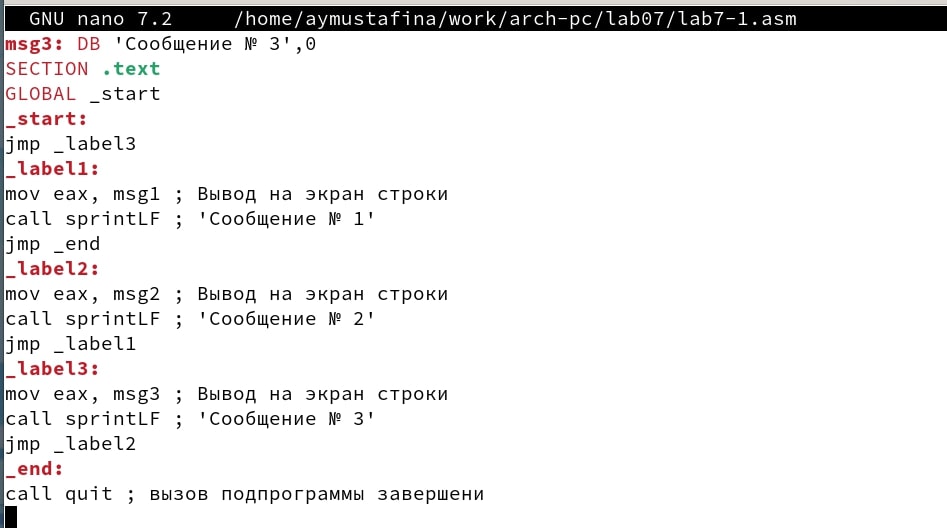 GNU nano 7.2 /home/aymustafina/work/arch-pc/lab07/lab7-1.asm
msg3: DB 'Сообщение № 3',0
SECTION .text
GLOBAL _start
_start:
jmp _label3
_label1:
mov eax, msg1 ; Вывод на экран строки
call sprintLF ; 'Сообщение № 1'
jmp _end
_label2:
mov eax, msg2 ; Вывод на экран строки
call sprintLF ; 'Сообщение № 2'
jmp _label1
_label3:
mov eax, msg3 ; Вывод на экран строки
call sprintLF ; 'Сообщение № 3'
jmp _label2
_end:
call quit ; вызов подпрограммы завершени